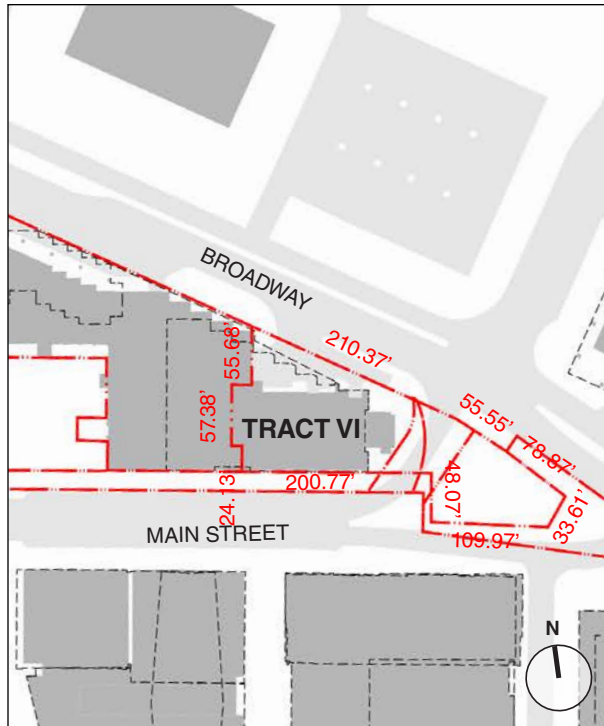 BROADWAY
210.37’
55.68’
57.38’
TRACT VI
55.55’
78.87’
33.61’
48.07’
200.77’
24.13’
109.97’
MAIN STREET
N